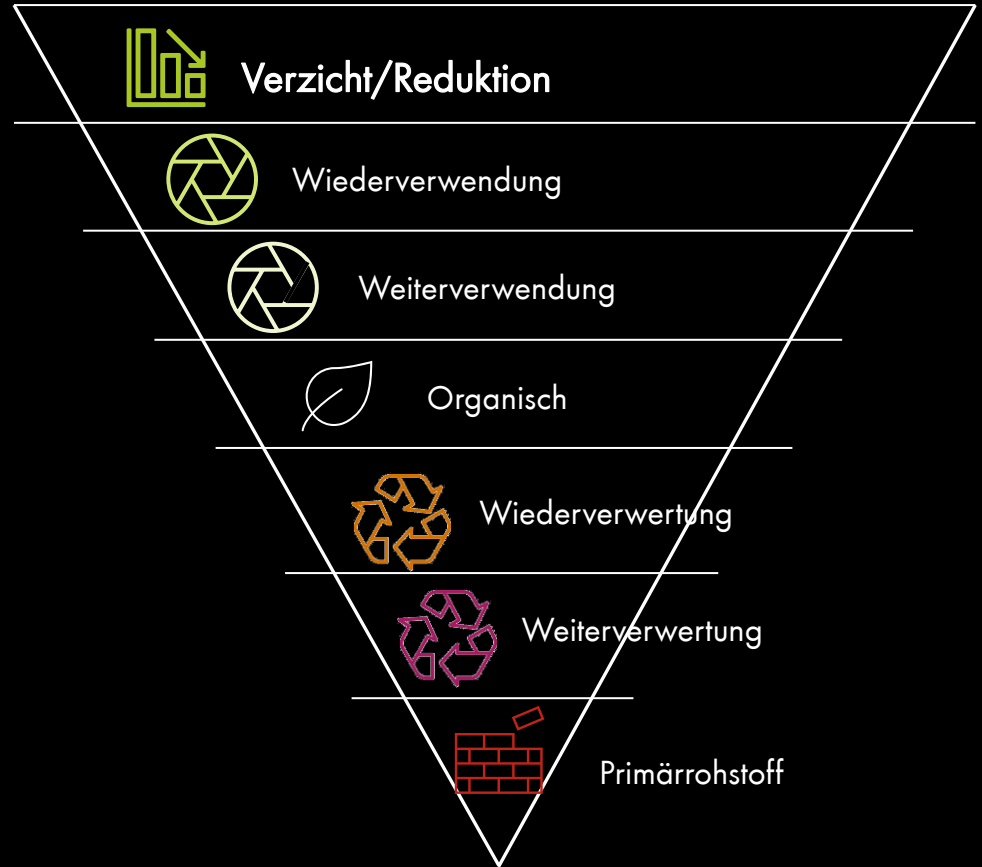 Verzicht/Reduktion
Wiederverwendung
Weiterverwendung
Organisch
Wiederverwertung
Weiterverwertung
Primärrohstoff